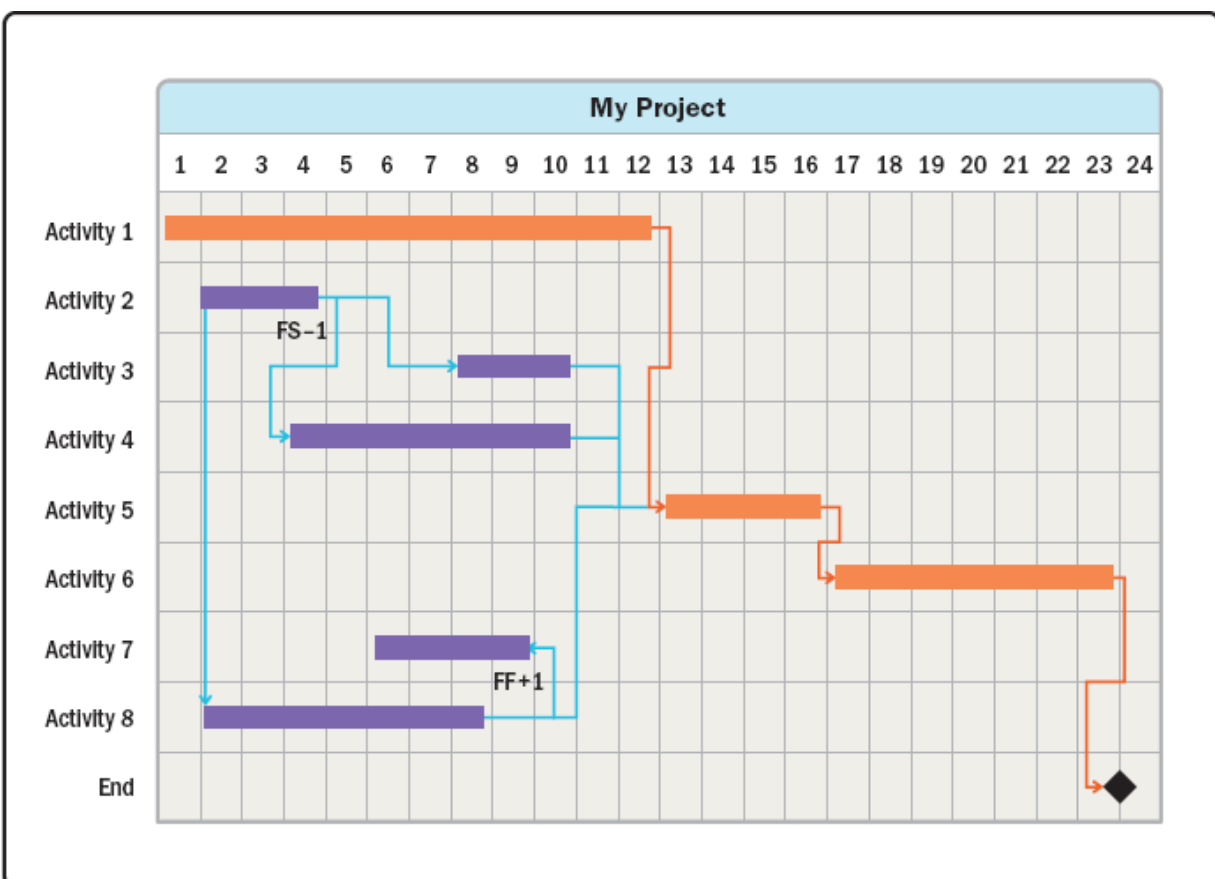 My Project
1 2 3 4 5 6 7 8 9 10 11 12 13 14 15 16 17 18 19 20 21 22 23 24
Activity 1
Activity 2
FS–1
Activity 3
Activity 4
Activity 5
Activity 6
Activity 7
FF+1
Activity 8
End